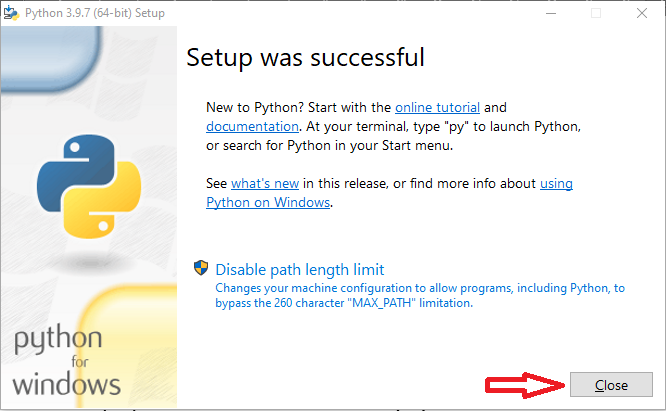 Python 3.9.7 (64-bit) Setup
Setup was successful
New to Python? Start with the online tutorial and
documentation. At your terminal, type "py" to launch Python,
or search for Python in your Start menu.
See what's new in this release, or find more info about using
Python on Windows.
Disable path length limit
Changes your machine configuration to allow programs, including Python, to
bypass the 260 character "MAX_PATH" limitation.
python
for
windows
Close